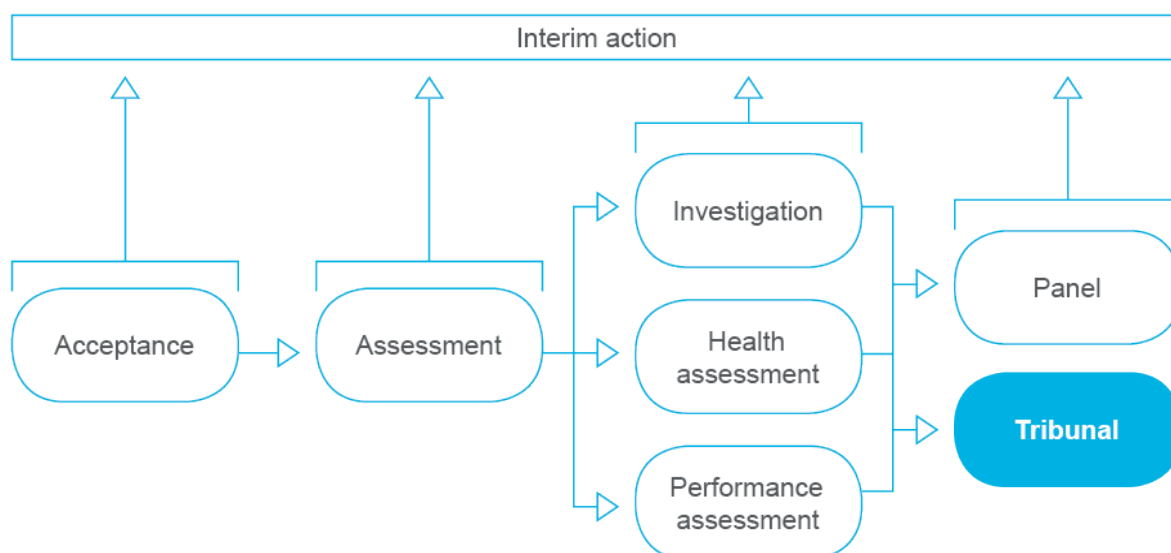 Interim action
Acceptance
Assessment
Investigation
Health
assessment
Performance
assessment
Panel
Tribunal